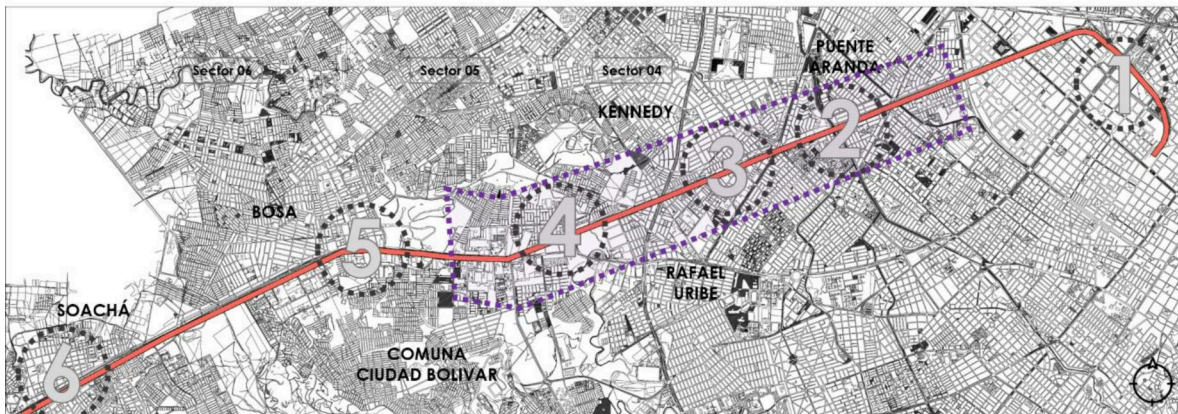 Sector 06
Sector 05
Sector 04
PUENTE
ARANDA
KENNEDY
1
2
3
4
5
6
BOSA
SOACHÁ
RAFAEL
URIBE
COMUNA
CIUDAD BOLIVAR